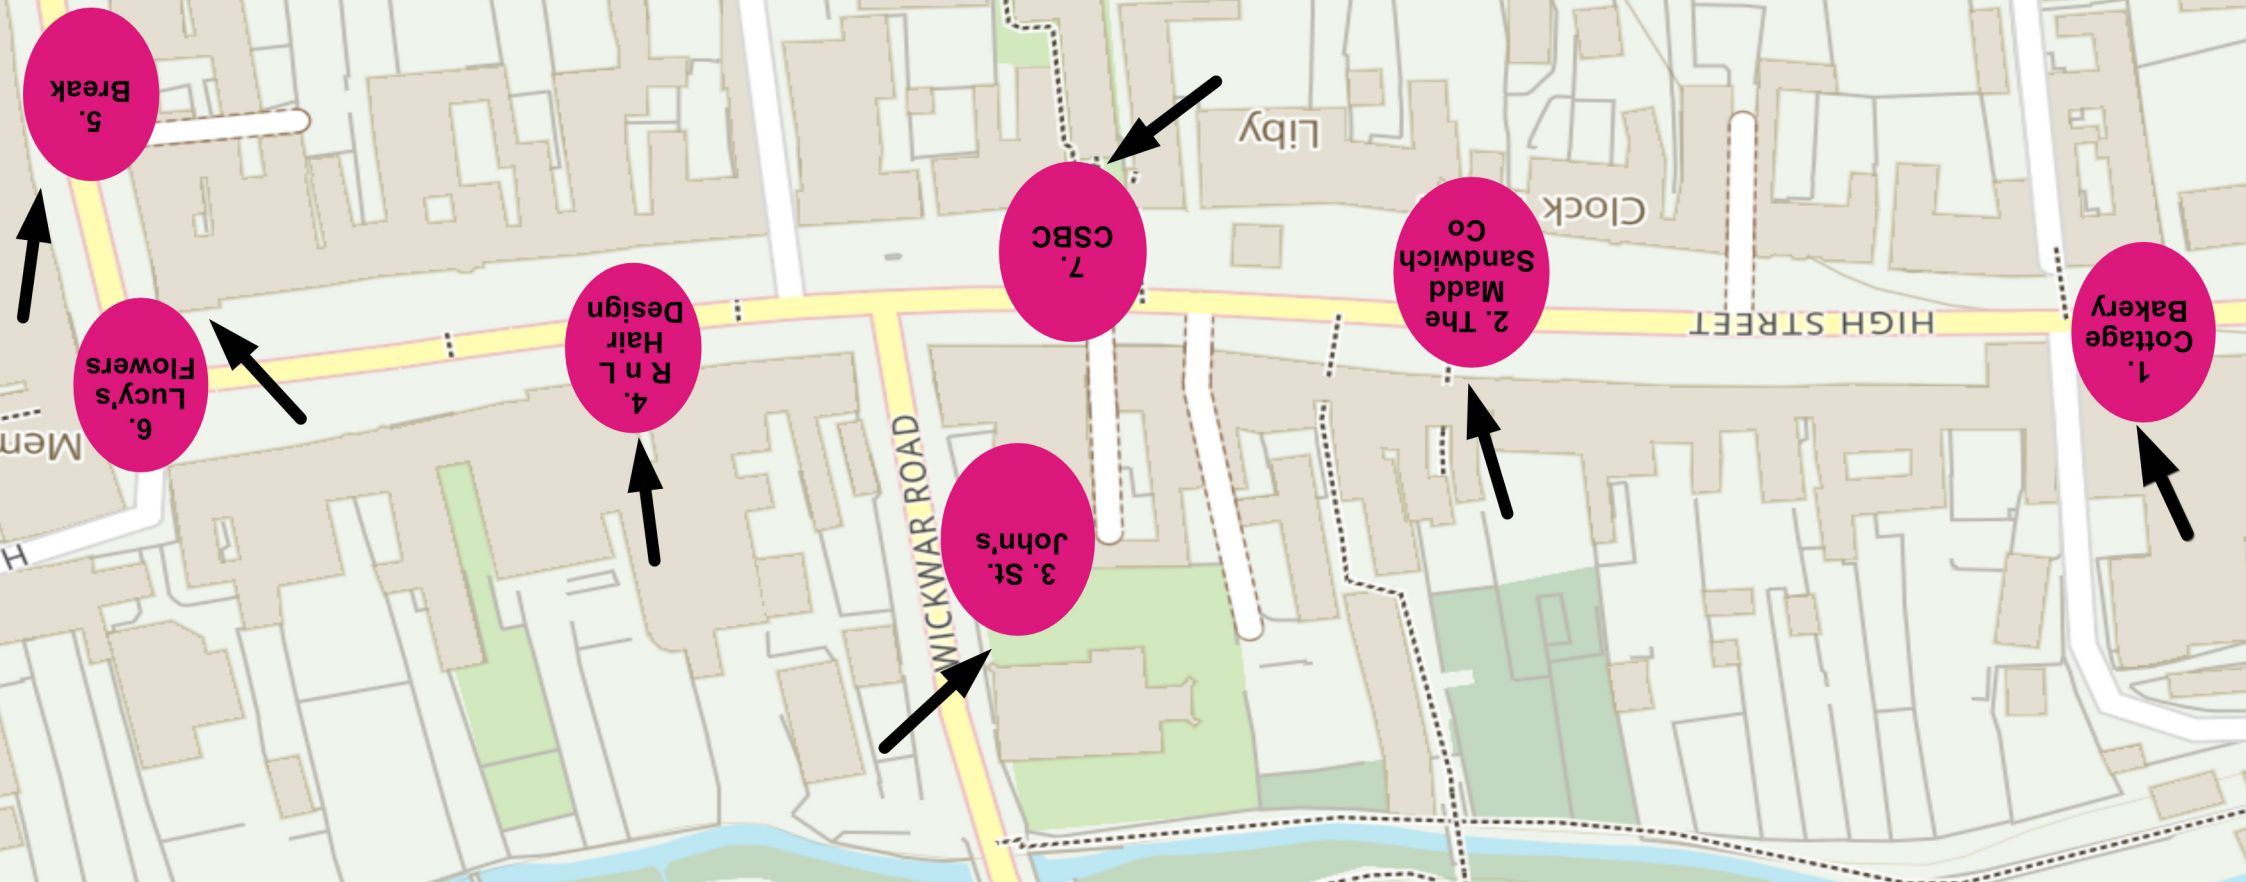 1.
Cottage
Bakery
HIGH STREET
2. The
Madd
Sandwich
Co
Clock
Liby
3. St.
John's
7.
CSBC
WICKWAR ROAD
4.
R n L
Hair
Design
6.
Lucy's
Flowers
5.
Break
Mem
H